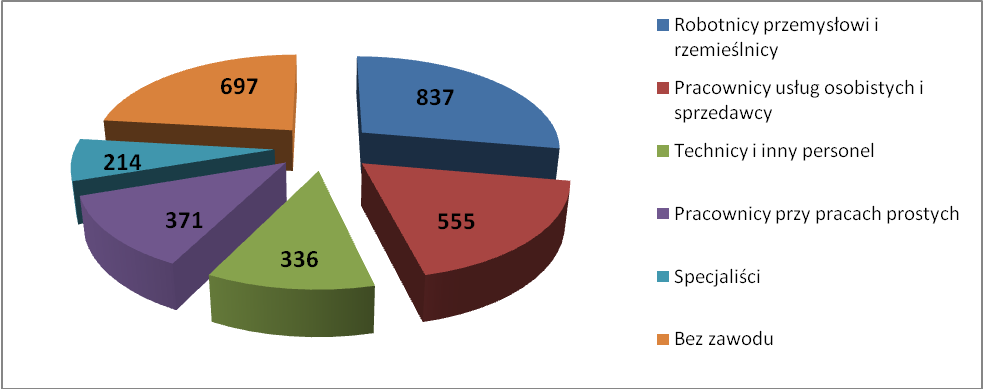 697
837
214
371
336
555
Robotnicy przemysłowi i
rzemieślnicy
Pracownicy usług osobistych i
sprzedawcy
Technicy i inny personel
Pracownicy przy pracach prostych
Specjaliści
Bez zawodu